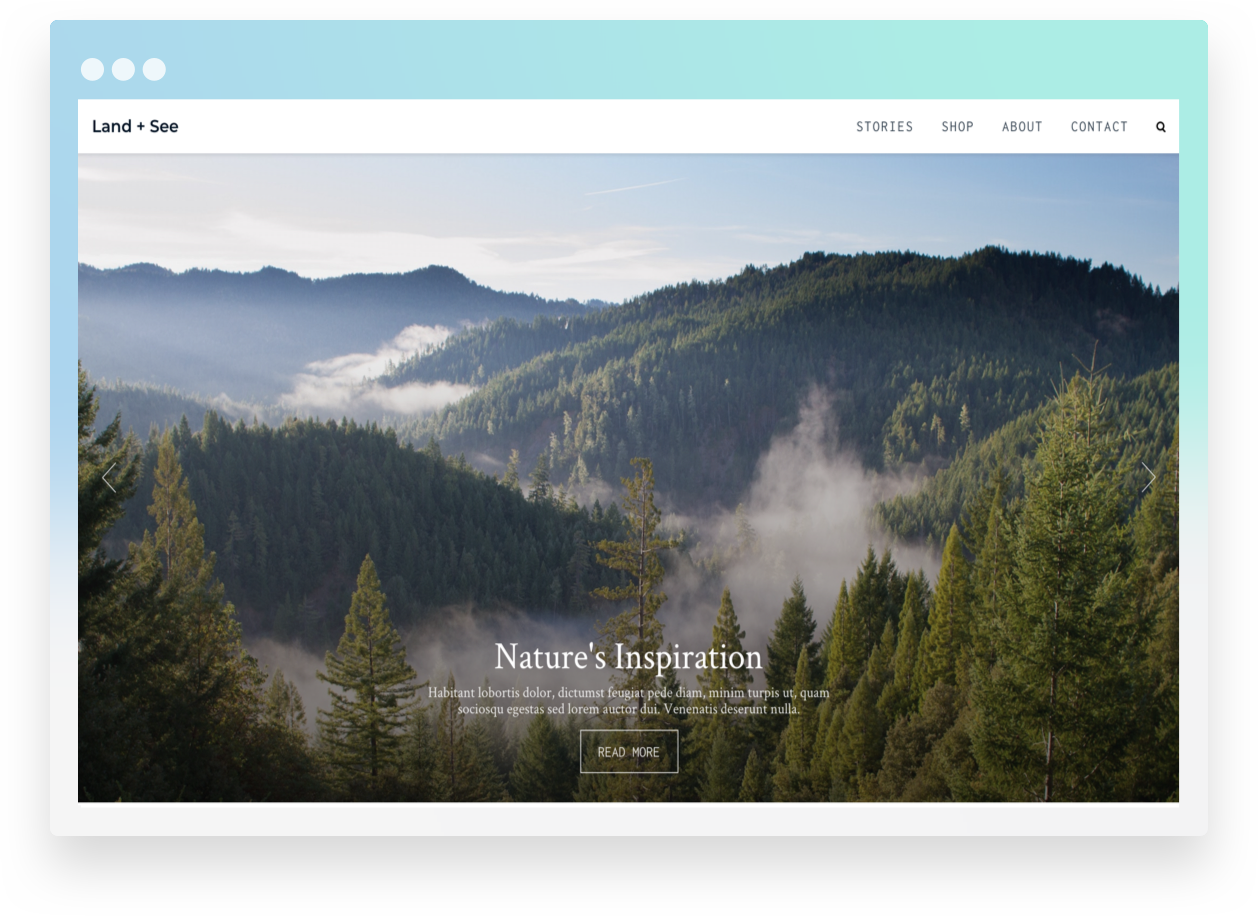 Land + See
STORIES SHOP ABOUT CONTACT
Nature's Inspiration
Habitant lobortis dolor, dictumst feugiat pede diam, minim turpis ut, quam
sociosqu egestas sed lorem auctor dui. Venenatis deserunt nulla.
READ MORE